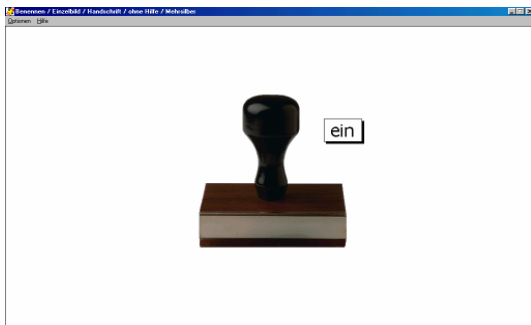 Benennen / Einzelbild / Handschrift / ohne Hilfe / Mehrsilber
Optionen Hilfe
ein